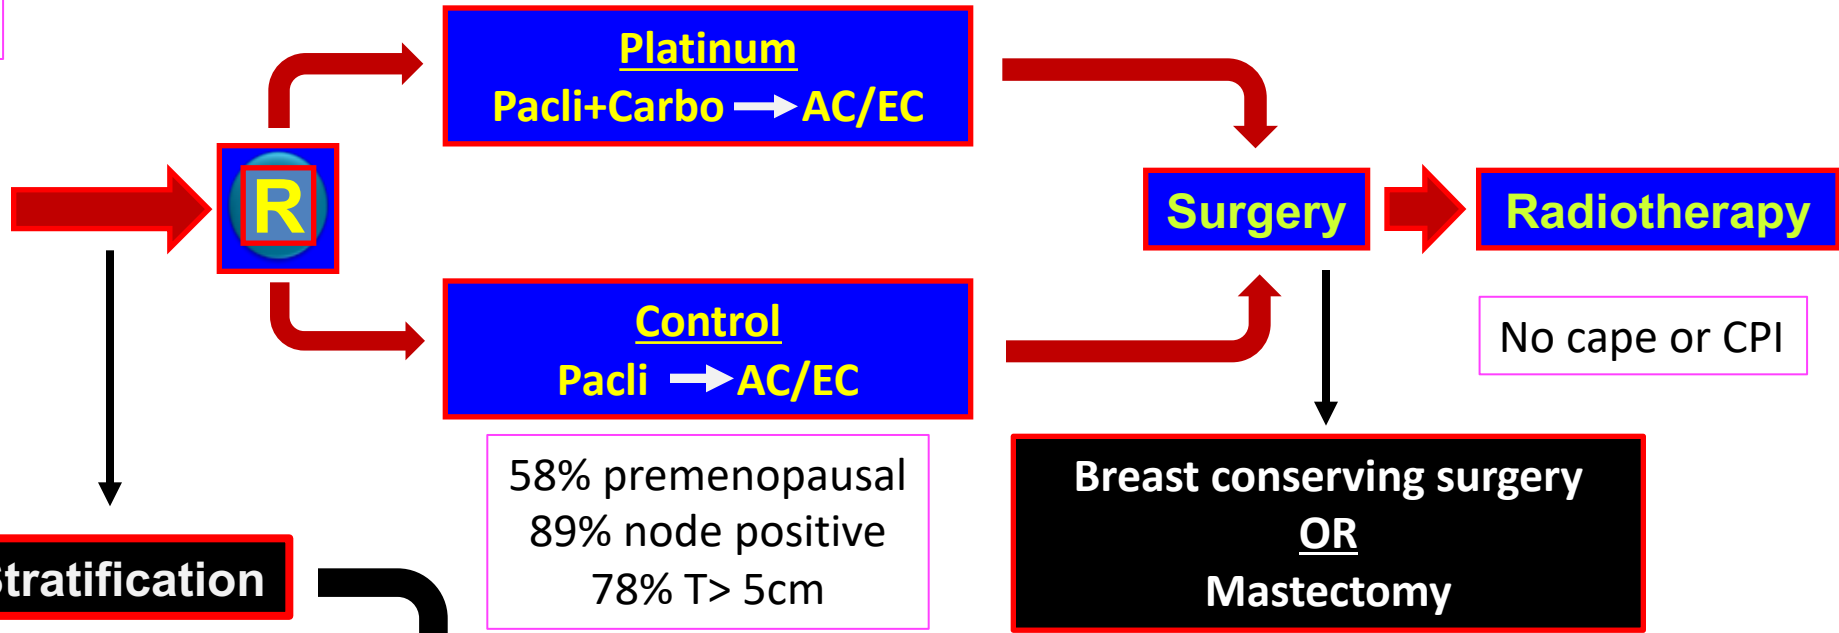 Platinum
Pacli+Carbo → AC/EC
R
Surgery
Radiotherapy
Control
Pacli → AC/EC
No cape or CPI
58% premenopausal
89% node positive
78% T> 5cm
Breast conserving surgery
OR
Mastectomy
tratification